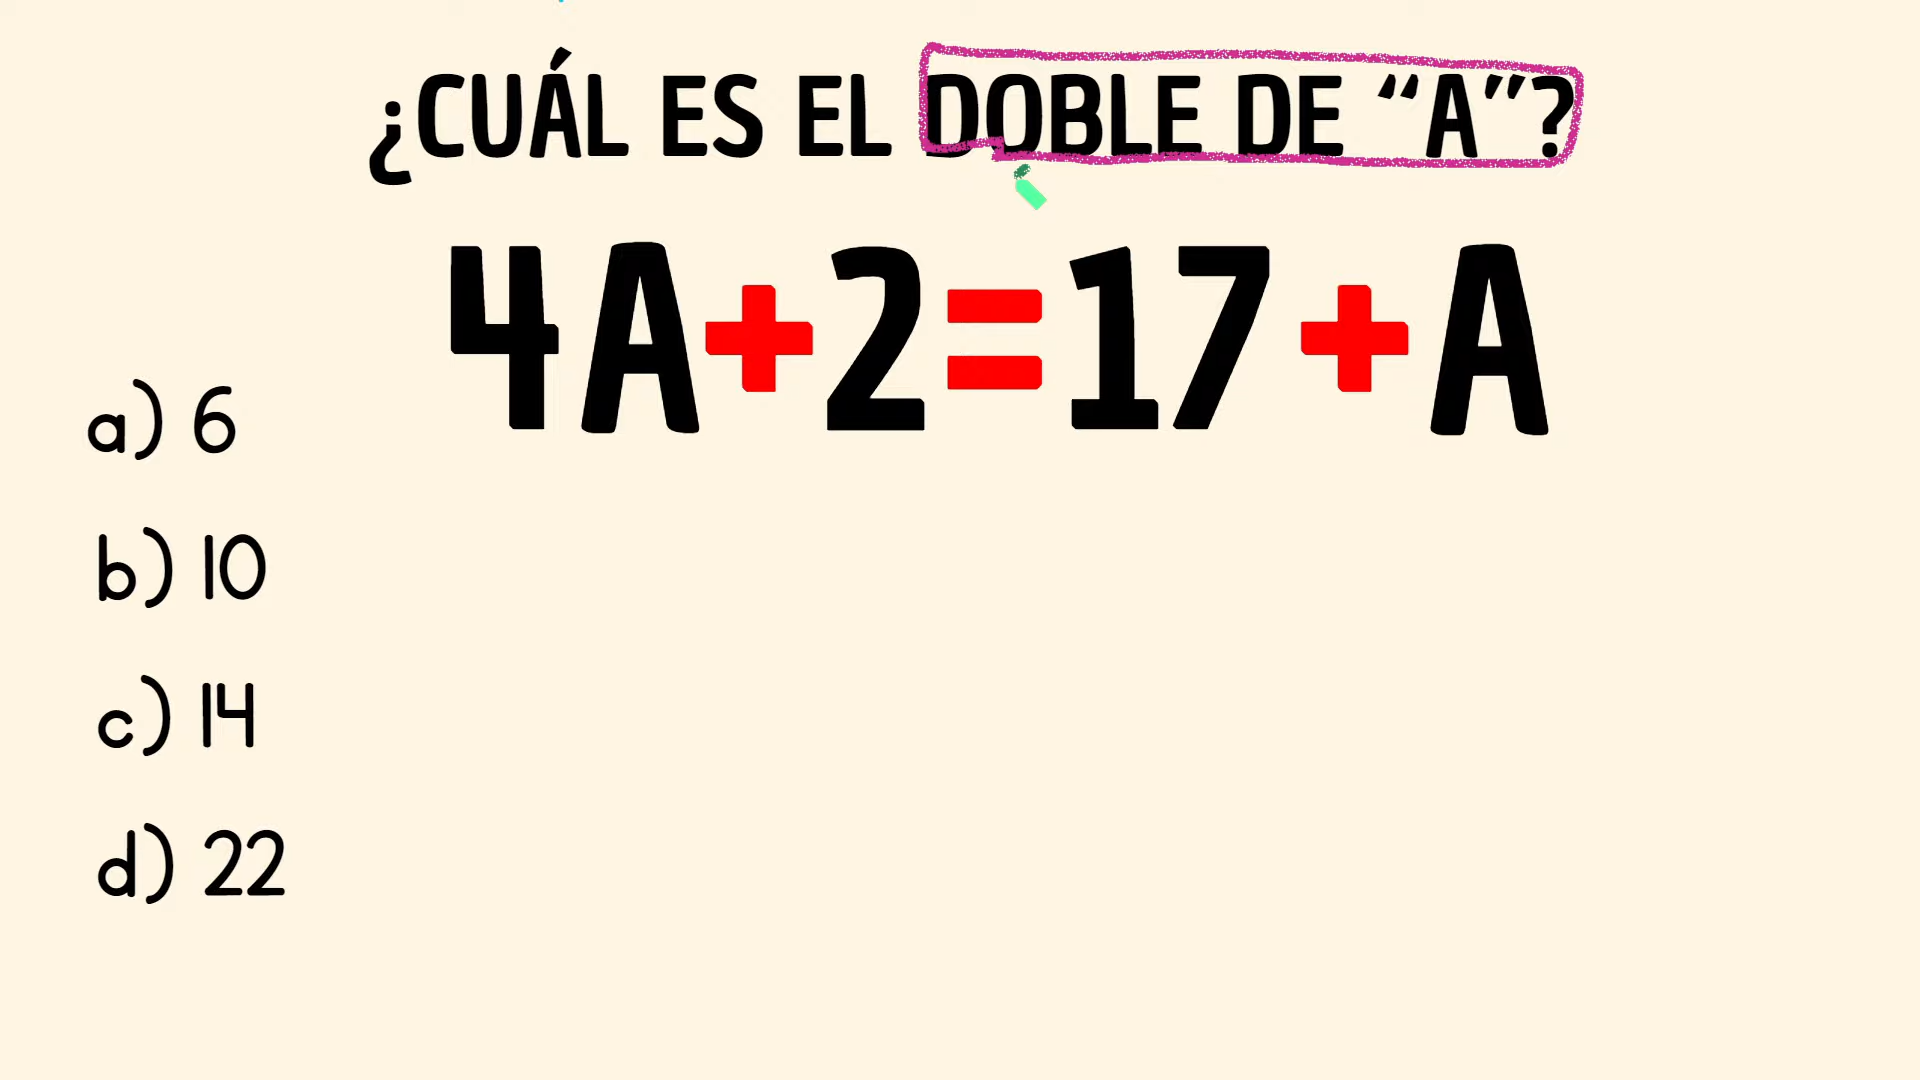 ¿CUÁL ES EL DOBLE DE “A”?
4A+2=17+A
a) 6
b) 10
c) 14
d) 22